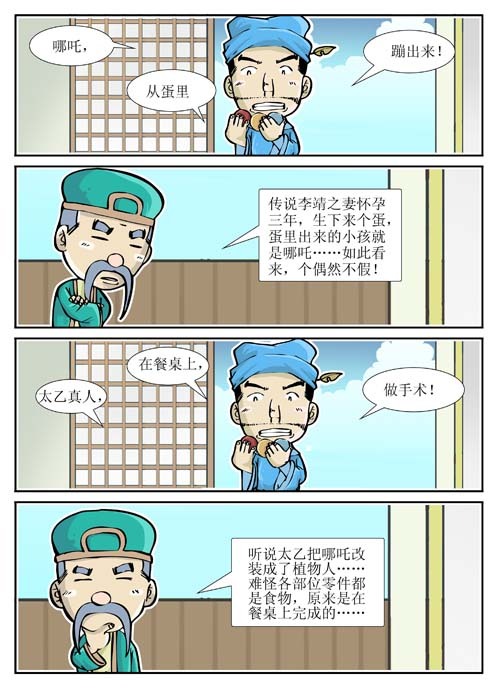 哪吒，
从蛋里
蹦出来！
传说李靖之妻怀孕
三年，生下来个蛋，
蛋里出来的小孩就
是哪吒……如此看
来，个偶然不假！
太乙真人，
在餐桌上，
做手术！
听说太乙把哪吒改
装成了植物人……
难怪各部位零件都
是食物，原来是在
餐桌上完成的……